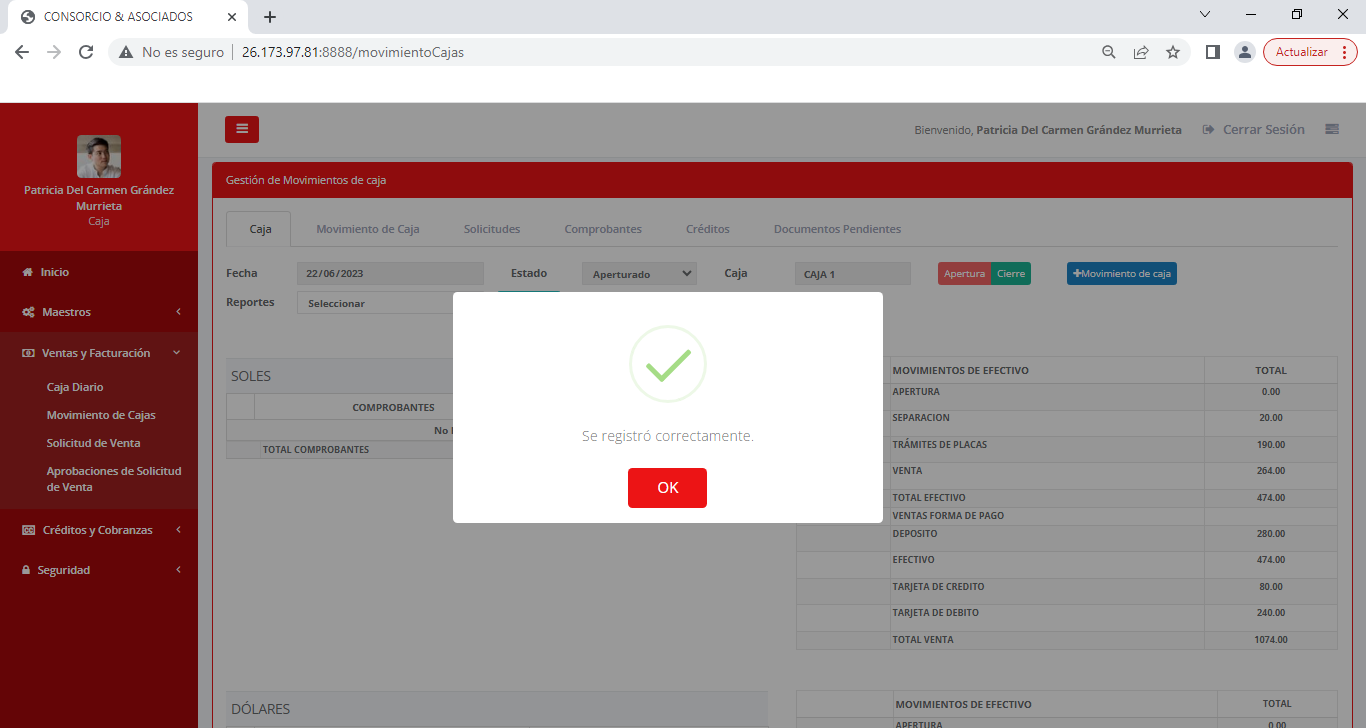 CONSORCIO & ASOCIADOS
No es seguro
26.173.97.81:8888/movimientoCajas
Actualizar
Patricia Del Carmen Grández
Murrieta
Caja
Inicio
Maestros
Ventas y Facturación
Caja Diario
Movimiento de Cajas
Solicitud de Venta
Aprobaciones de Solicitud
de Venta
Créditos y Cobranzas
Seguridad
Bienvenido, Patricia Del Carmen Grández Murrieta
Cerrar Sesión
Gestión de Movimientos de caja
Caja
Movimiento de Caja
Solicitudes
Comprobantes
Créditos
Documentos Pendientes
Fecha
22/06/2023
Estado
Aperturado
Caja
CAJA 1
Apertura
Cierre
Movimiento de caja
Reportes
Seleccionar
SOLES
COMPROBANTES
No
TOTAL COMPROBANTES
Se registró correctamente.
OK
MOVIMIENTOS DE EFECTIVO TOTAL
APERTURA 0.00
SEPARACION 20.00
TRÁMITES DE PLACAS 190.00
VENTA 264.00
TOTAL EFECTIVO 474.00
VENTAS FORMA DE PAGO
DEPOSITO 280.00
EFECTIVO 474.00
TARJETA DE CREDITO 80.00
TARJETA DE DEBITO 240.00
TOTAL VENTA 1074.00
DÓLARES
MOVIMIENTOS DE EFECTIVO TOTAL
APERTURA 0.00